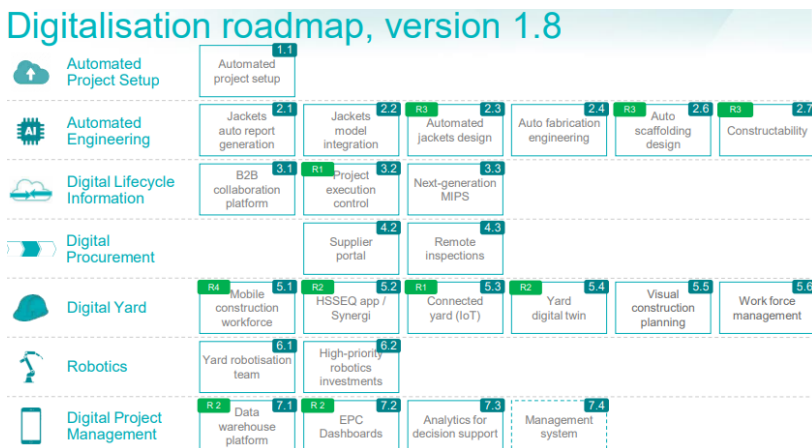 Digitalisation roadmap, version 1.8
Automated
Project Setup
1.1
Automated
project setup
Automated
Engineering
AI
2.1
Jackets
auto report
generation
2.2
Jackets
model
integration
R3
2.3
Automated
jackets design
2.4
Auto fabrication
engineering
R3
2.6
Auto
scaffolding
design
R3
2.7
Constructability
Digital Lifecycle
Information
3.1
B2B
collaboration
platform
R1
3.2
Project
execution
control
3.3
Next-generation
MIPS
Digital
Procurement
4.2
Supplier
portal
4.3
Remote
inspections
Digital Yard
R4
5.1
Mobile
construction
workforce
R2
5.2
HSSEQ app /
Synergi
R1
5.3
Connected
yard (IoT)
R2
5.4
Yard
digital twin
5.5
Visual
construction
planning
5.6
Work force
management
Robotics
6.1
Yard robotisation
team
6.2
High-priority
robotics
investments
Digital Project
Management
R 2
7.1
Data
warehouse
platform
R 2
7.2
EPC
Dashboards
7.3
Analytics for
decision support
7.4
Management
system